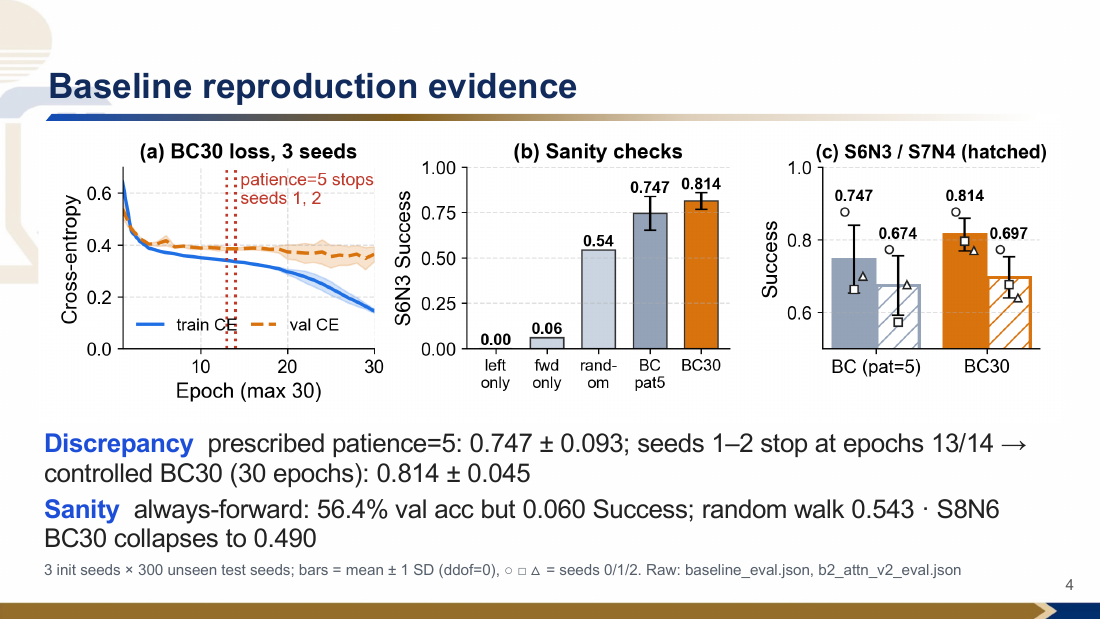 Baseline reproduction evidence
(a) BC30 loss, 3 seeds
patience=5 stops
seeds 1, 2
Cross-entropy
0.6
0.4
0.2
0.0
train CE
val CE
10
20
30
Epoch (max 30)
(b) Sanity checks
S6N3 Success
1.00
0.75
0.50
0.25
0.00
0.00
0.06
0.54
0.747
0.814
left only
fwd only
rand-om
BC pat5
BC30
(c) S6N3 / S7N4 (hatched)
Success
1.0
0.8
0.6
0.747
0.674
0.814
0.697
BC (pat=5)
BC30
Discrepancy prescribed patience=5: 0.747 ± 0.093; seeds 1–2 stop at epochs 13/14 →
controlled BC30 (30 epochs): 0.814 ± 0.045
Sanity always-forward: 56.4% val acc but 0.060 Success; random walk 0.543 · S8N6
BC30 collapses to 0.490
3 init seeds × 300 unseen test seeds; bars = mean ± 1 SD (ddof=0), ○ □ △ = seeds 0/1/2. Raw: baseline_eval.json, b2_attn_v2_eval.json
4